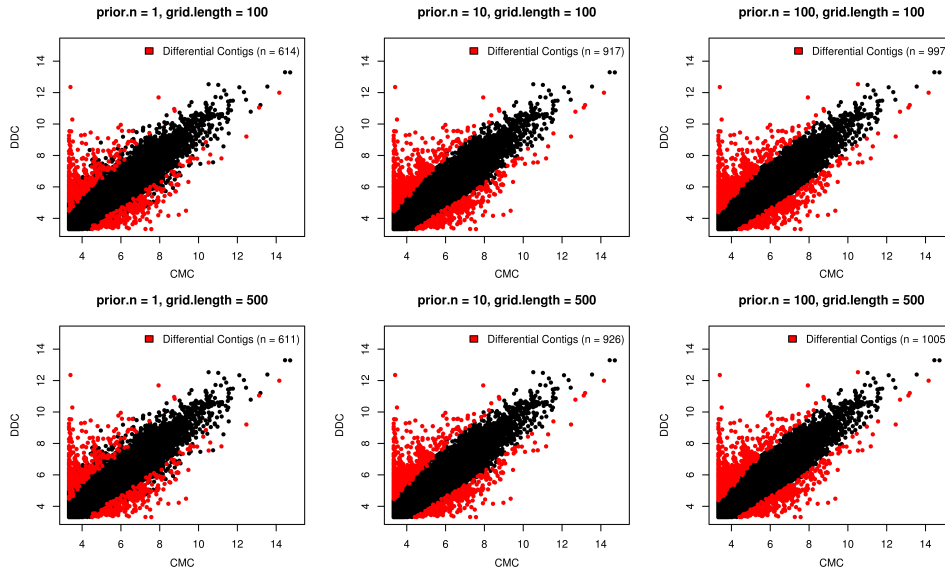 prior.n = 1, grid.length = 100
prior.n = 10, grid.length = 100
prior.n = 100, grid.length = 100
Differential Contigs (n = 614)
Differential Contigs (n = 917)
Differential Contigs (n = 997
DDC
4 6 8 10 12 14
DDC
4 6 8 10 12 14
DDC
4 6 8 10 12 14
4 6 8 10 12 14
4 6 8 10 12 14
4 6 8 10 12 14
CMC
CMC
CMC
prior.n = 1, grid.length = 500
prior.n = 10, grid.length = 500
prior.n = 100, grid.length = 500
Differential Contigs (n = 611)
Differential Contigs (n = 926)
Differential Contigs (n = 1005
DDC
4 6 8 10 12 14
DDC
4 6 8 10 12 14
DDC
4 6 8 10 12 14
4 6 8 10 12 14
4 6 8 10 12 14
4 6 8 10 12 14
CMC
CMC
CMC